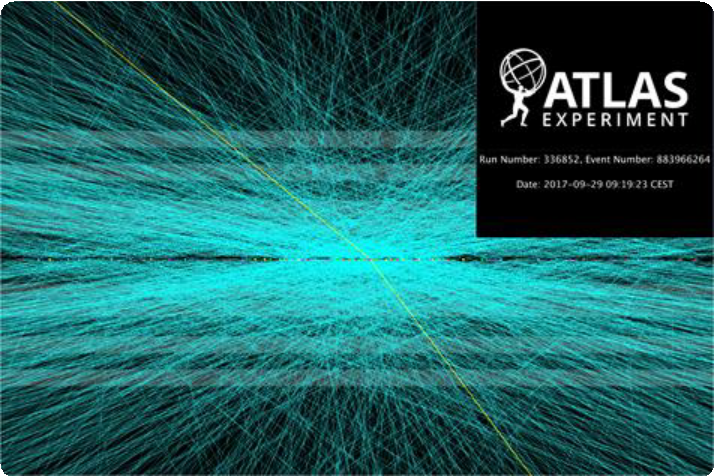 ATLAS
EXPERIMENT
Run Number: 336852, Event Number: 883966264
Date: 2017-09-29 09:19:23 CEST